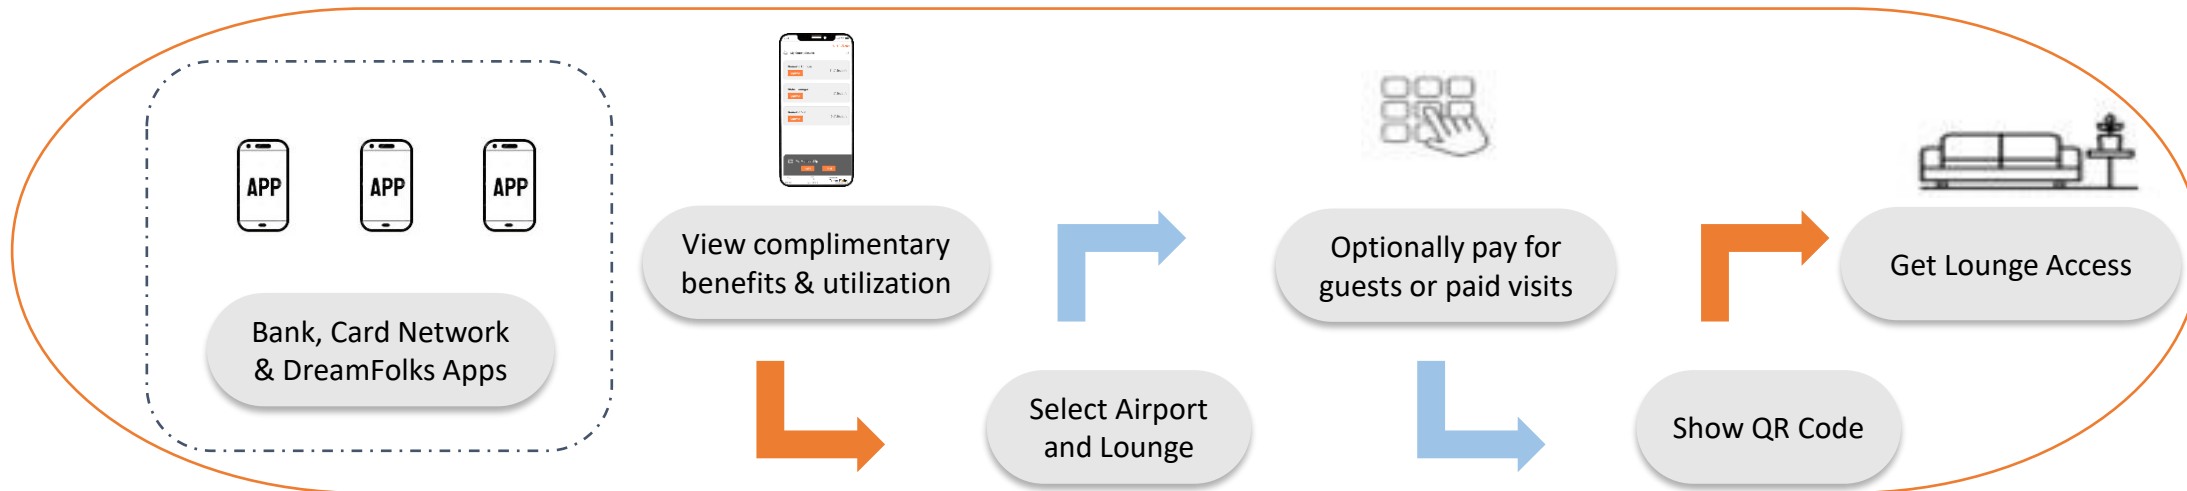 APP
APP
APP
Bank, Card Network
& DreamFolks Apps
View complimentary
benefits & utilization
Select Airport
and Lounge
Optionally pay for
guests or paid visits
Show QR Code
Get Lounge Access